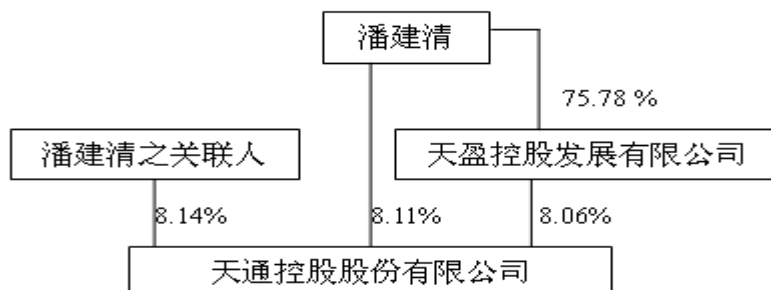 潘建清
75.78 %
潘建清之关联人
天盈控股发展有限公司
8.14%
8.11%
8.06%
天通控股股份有限公司